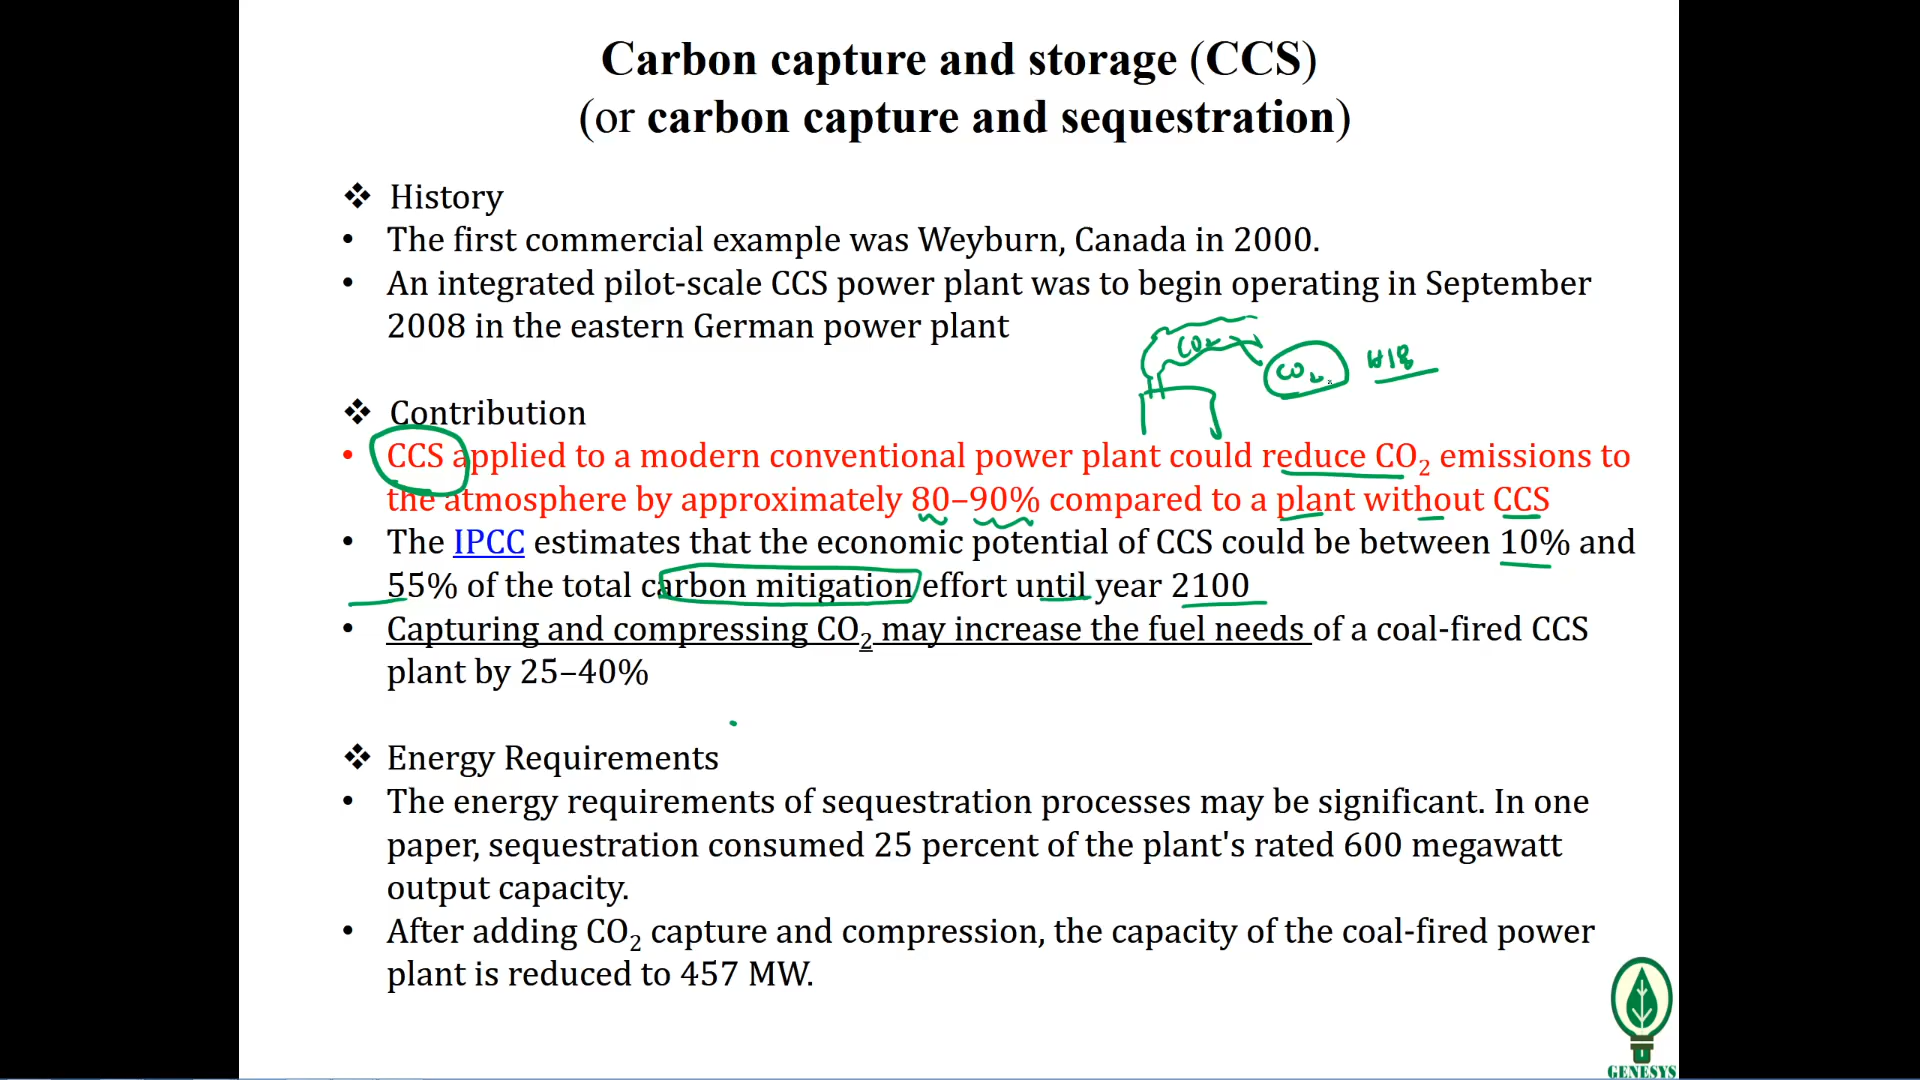 Carbon capture and storage (CCS)
(or carbon capture and sequestration)
❖ History
• The first commercial example was Weyburn, Canada in 2000.
• An integrated pilot-scale CCS power plant was to begin operating in September
2008 in the eastern German power plant
CO₂
CO₂
❖ Contribution
• CCS applied to a modern conventional power plant could reduce CO₂ emissions to
the atmosphere by approximately 80–90% compared to a plant without CCS
• The IPCC estimates that the economic potential of CCS could be between 10% and
55% of the total carbon mitigation effort until year 2100
• Capturing and compressing CO₂ may increase the fuel needs of a coal-fired CCS
plant by 25–40%
❖ Energy Requirements
• The energy requirements of sequestration processes may be significant. In one
paper, sequestration consumed 25 percent of the plant's rated 600 megawatt
output capacity.
• After adding CO₂ capture and compression, the capacity of the coal-fired power
plant is reduced to 457 MW.
GENESYS